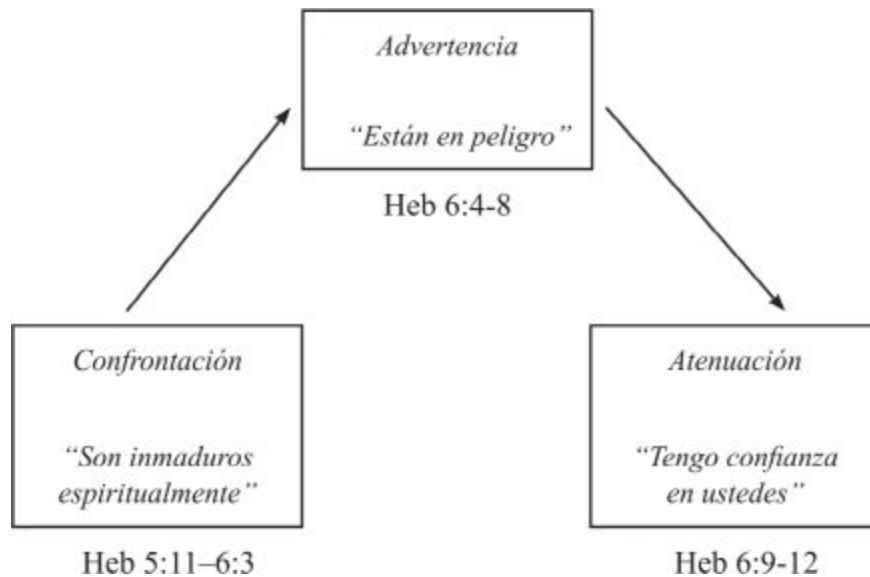 Advertencia
“Están en peligro”
Heb 6:4-8
Confrontación
“Son inmaduros
espiritualmente”
Heb 5:11–6:3
Atenuación
“Tengo confianza
en ustedes”
Heb 6:9-12